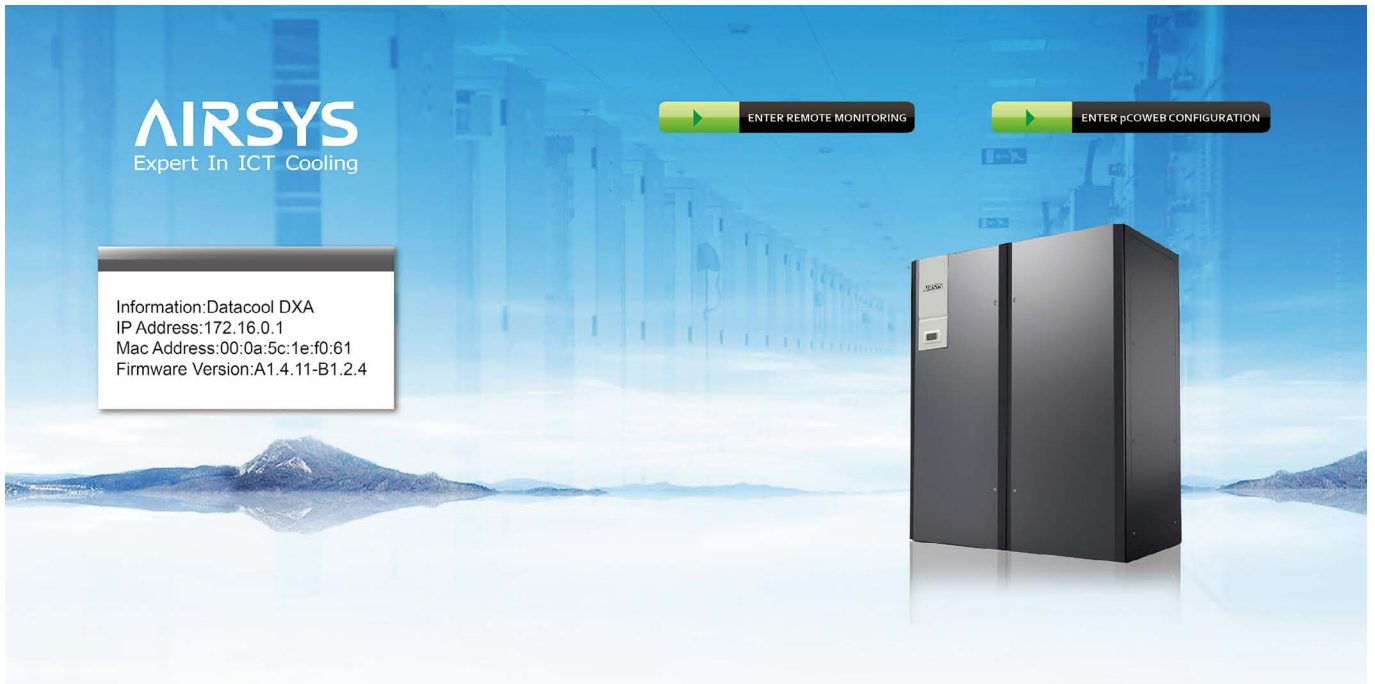 AIRSYS
Expert In ICT Cooling
ENTER REMOTE MONITORING
ENTER pCOWEB CONFIGURATION
Information:Datacool DXA
IP Address:172.16.0.1
Mac Address:00:0a:5c:1e:f0:61
Firmware Version:A1.4.11-B1.2.4
AIRSYS